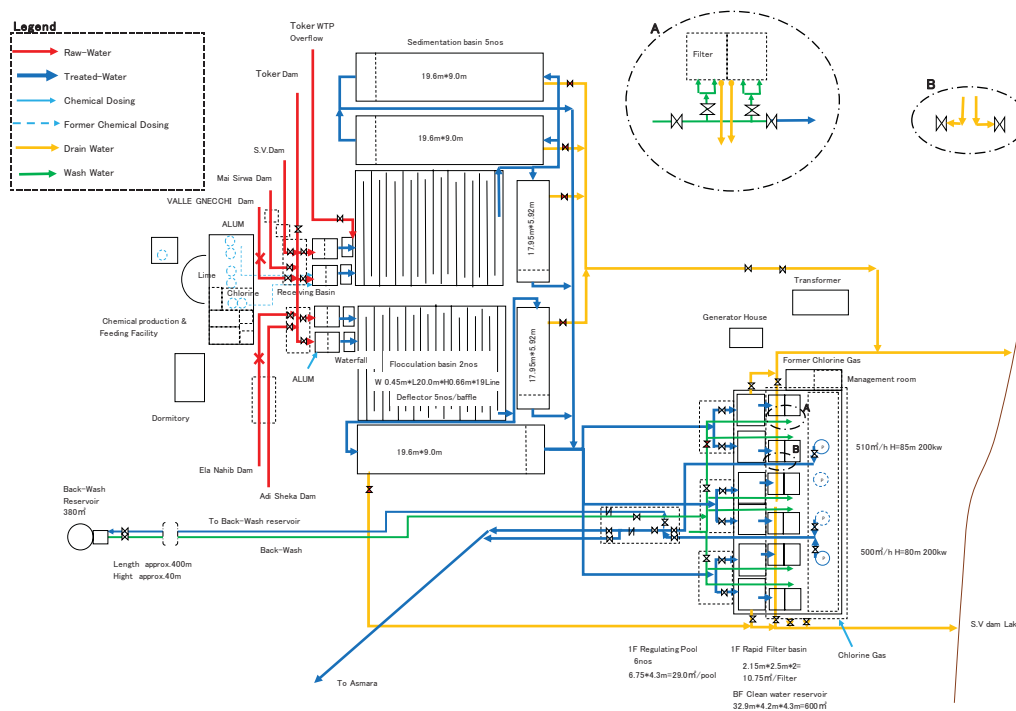 Legend
Raw-Water
Treated-Water
Chemical Dosing
Former Chemical Dosing
Drain Water
Wash Water
Toker WTP
Overflow
Toker Dam
S.V.Dam
Mai Sirwa Dam
VALLE GNECCHI Dam
Sedimentation basin 5nos
19.6m*9.0m
19.6m*9.0m
17.95m*5.92m
17.95m*5.92m
A
Filter
B
ALUM
Lime
Chlorine
Receiving Basin
Chemical production &
Feeding Facility
Dormitory
ALUM
Waterfall
Flocculation basin 2nos
W 0.45m*L20.0m*H0.66m*19Line
Deflector 5nos/baffle
19.6m*9.0m
Ela Nahib Dam
Adi Sheka Dam
Transformer
Generator House
Former Chlorine Gas
Management room
A
B
P
P
P
P
510㎥/h H=85m 200kw
500㎥/h H=80m 200kw
Back-Wash
Reservoir
380㎥
To Back-Wash reservoir
Back-Wash
Length approx.400m
Hight approx.40m
To Asmara
1F Regulating Pool
6nos
6.75*4.3m=29.0㎡/pool
1F Rapid Filter basin
2.15m*2.5m*2=
10.75㎡/Filter
BF Clean water reservoir
32.9m*4.2m*4.3m=600㎥
Chlorine Gas
S.V dam Lak